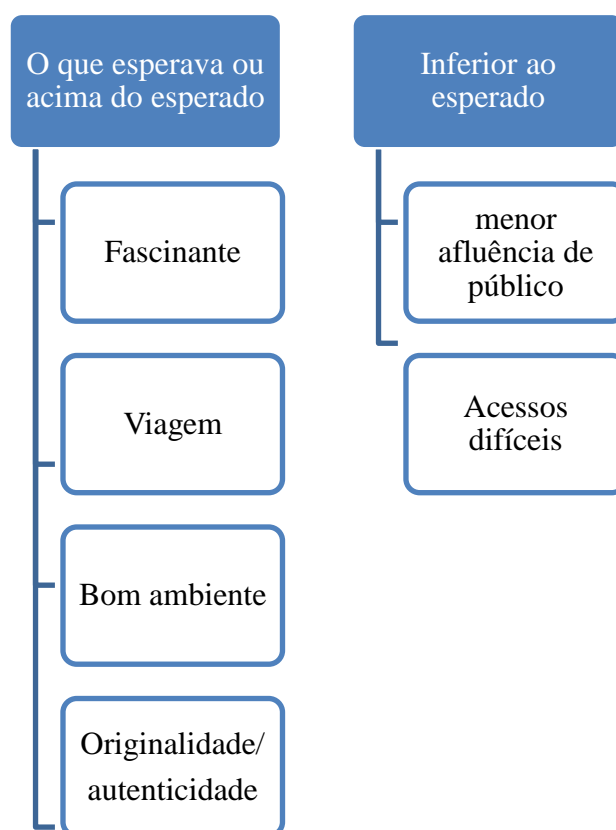 O que esperava ou
acima do esperado
Fascinante
Viagem
Bom ambiente
Originalidade/
autenticidade
Inferior ao
esperado
menor
afluência de
público
Acessos
difíceis